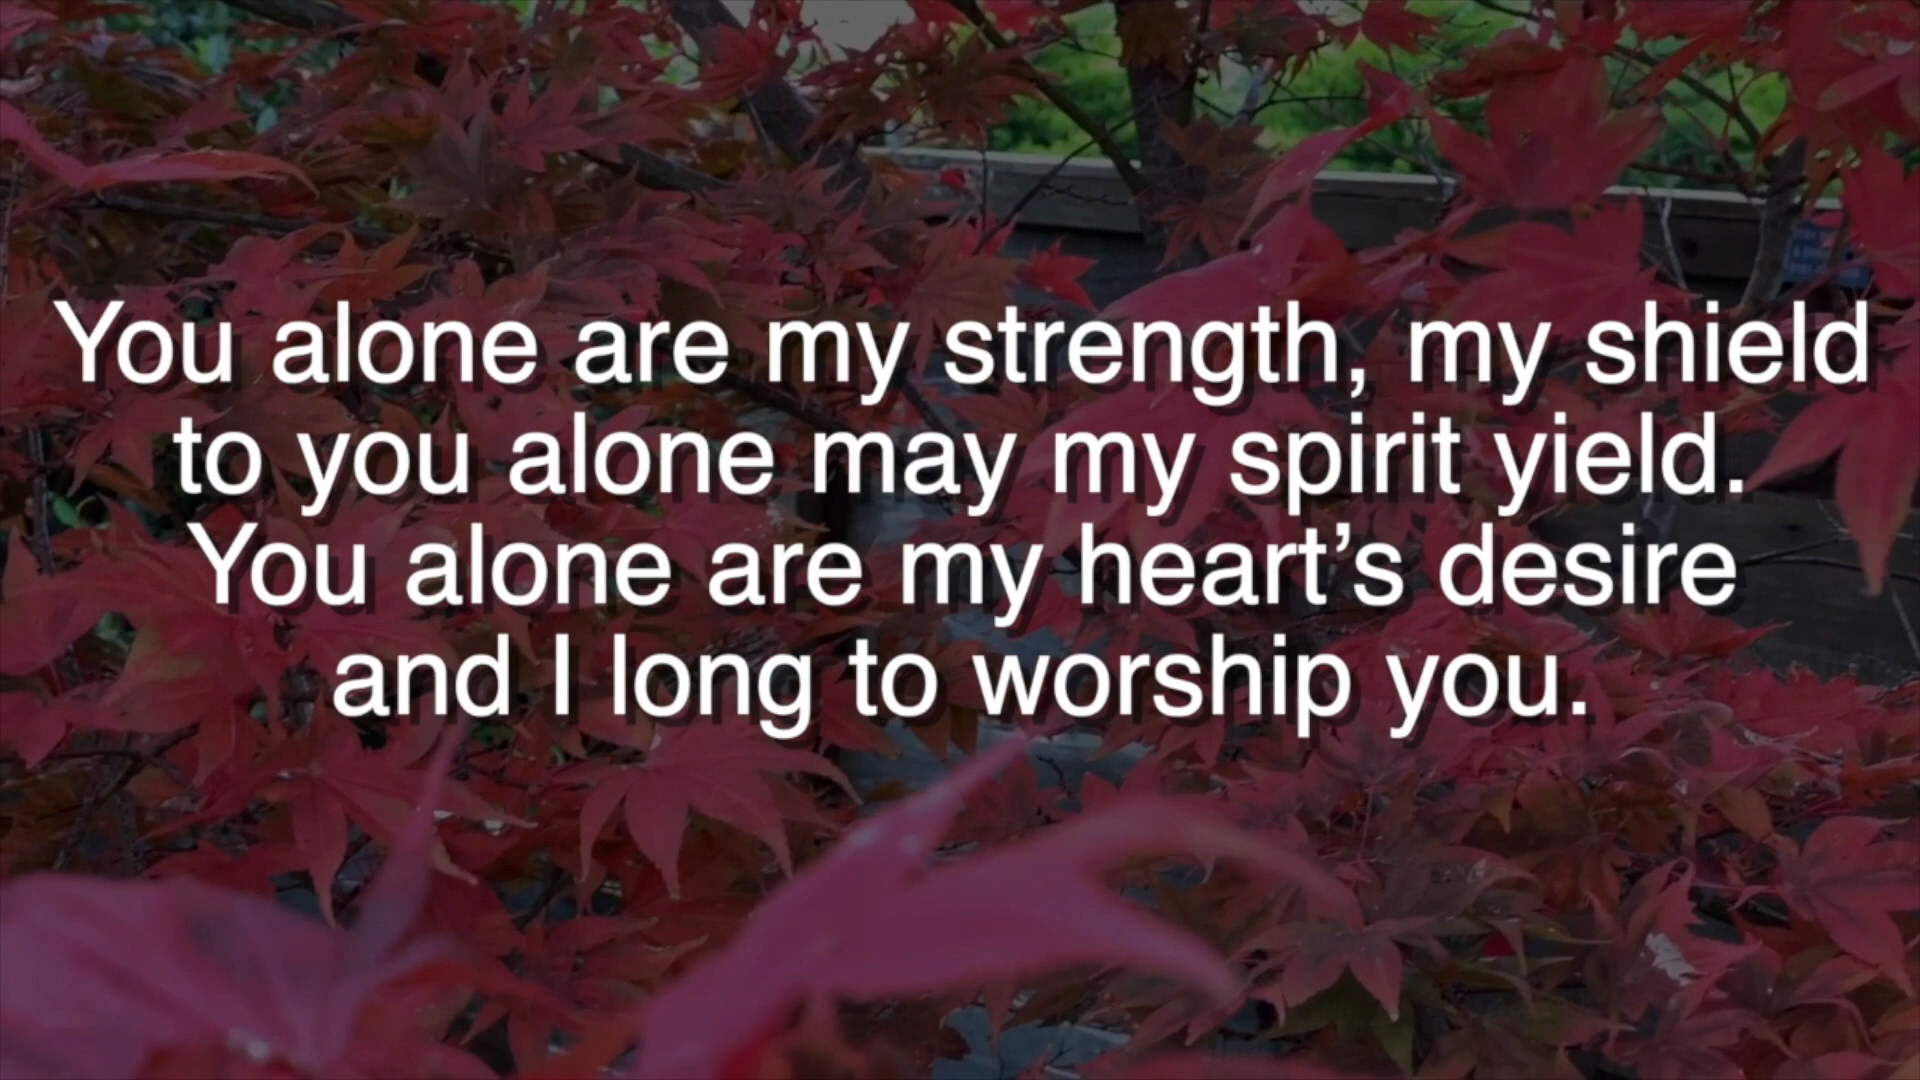 You alone are my strength, my shield
to you alone may my spirit yield.
You alone are my heart’s desire
and I long to worship you.